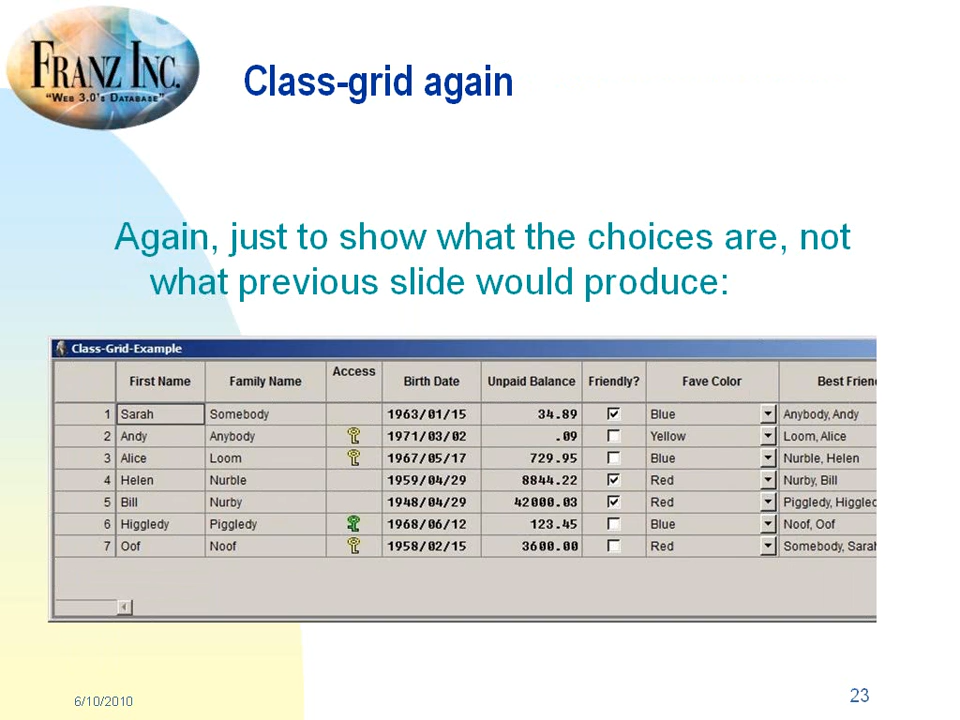 FRANZ INC.
"WEB 3.0'S DATABASE"
Class-grid again
Again, just to show what the choices are, not
what previous slide would produce:
Class-Grid-Example
First Name Family Name Access Birth Date Unpaid Balance Friendly? Fave Color Best Frien
1 Sarah Somebody 1963/01/15 34.89 Blue Anybody, Andy
2 Andy Anybody 1971/03/02 .09 Yellow Loom, Alice
3 Alice Loom 1967/05/17 729.95 Blue Nurble, Helen
4 Helen Nurble 1959/04/29 8844.22 Red Nurby, Bill
5 Bill Nurby 1948/04/29 42000.03 Red Piggledy, Higgled
6 Higgledy Piggledy 1968/06/12 123.45 Blue Noof, Oof
7 Oof Noof 1958/02/15 3600.00 Red Somebody, Sarah
6/10/2010
23